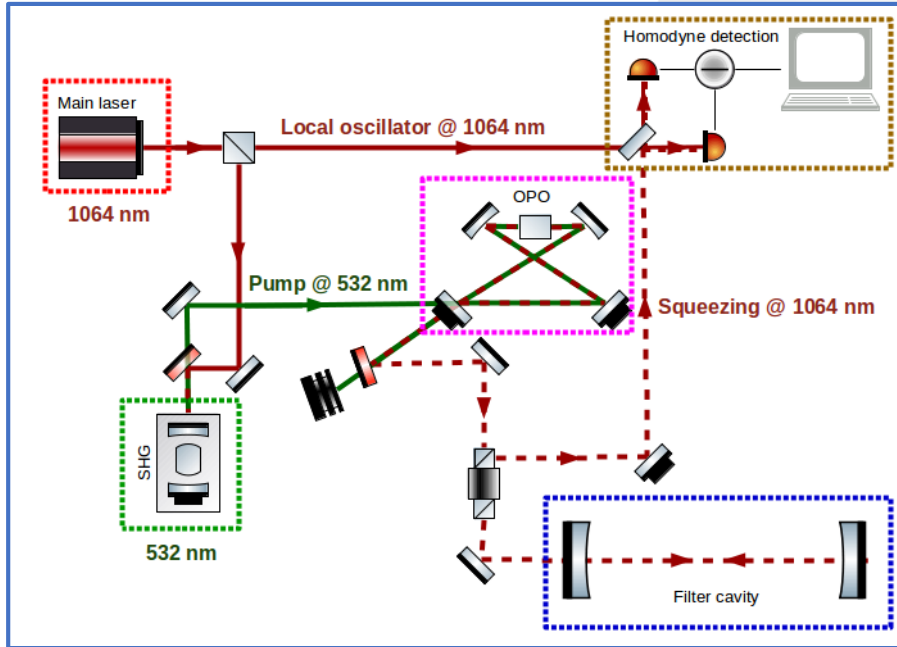 Homodyne detection
Main laser
Local oscillator @ 1064 nm
1064 nm
OPO
Pump @ 532 nm
Squeezing @ 1064 nm
SHG
532 nm
Filter cavity